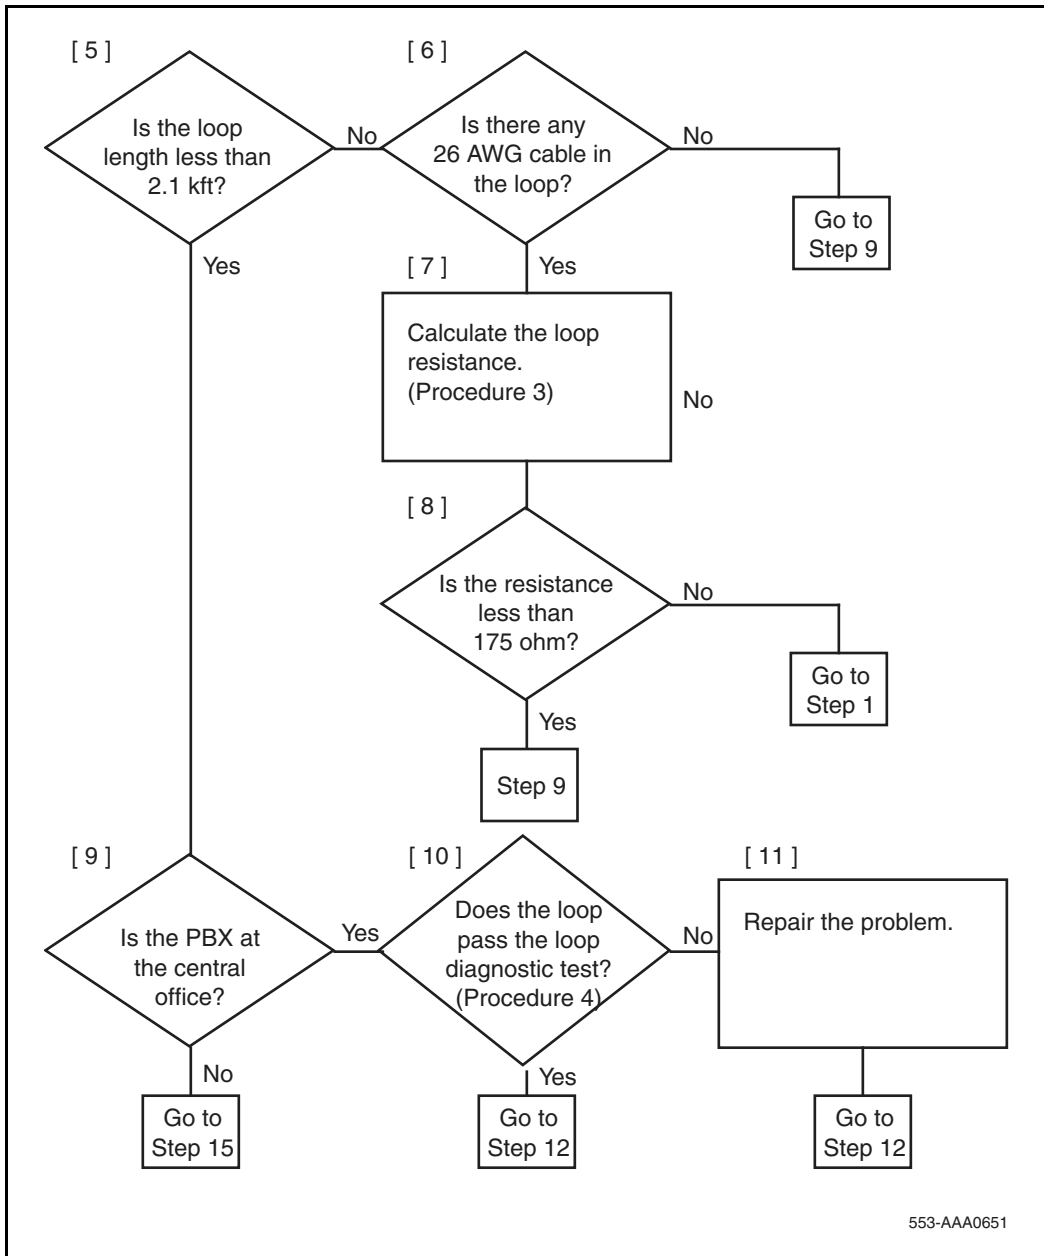 [ 5 ]
Is the loop
length less than
2.1 kft?
No
Yes
[ 6 ]
Is there any
26 AWG cable in
the loop?
No
Go to
Step 9
Yes
[ 7 ]
Calculate the loop
resistance.
(Procedure 3)
No
[ 8 ]
Is the resistance
less than
175 ohm?
No
Go to
Step 1
Yes
Step 9
[ 9 ]
Is the PBX at
the central
office?
Yes
No
Go to
Step 15
[ 10 ]
Does the loop
pass the loop
diagnostic test?
(Procedure 4)
No
Yes
Go to
Step 12
[ 11 ]
Repair the problem.
Go to
Step 12
553-AAA0651